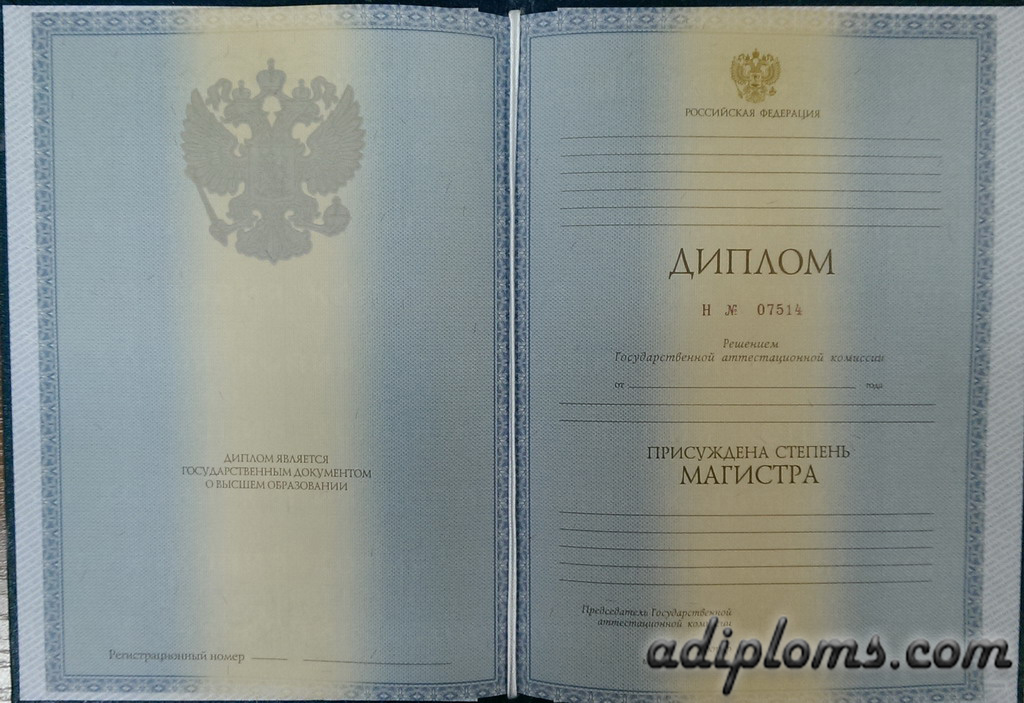 ДИПЛОМ ЯВЛЯЕТСЯ
ГОСУДАРСТВЕННЫМ ДОКУМЕНТОМ
О ВЫСШЕМ ОБРАЗОВАНИИ
Регистрационный номер
РОССИЙСКАЯ ФЕДЕРАЦИЯ
ДИПЛОМ
Н № 07514
Решением
Государственной аттестационной комиссии
от года
ПРИСУЖДЕНА СТЕПЕНЬ
МАГИСТРА
Председатель Государственной
аттестационной комиссии
adiploms.com